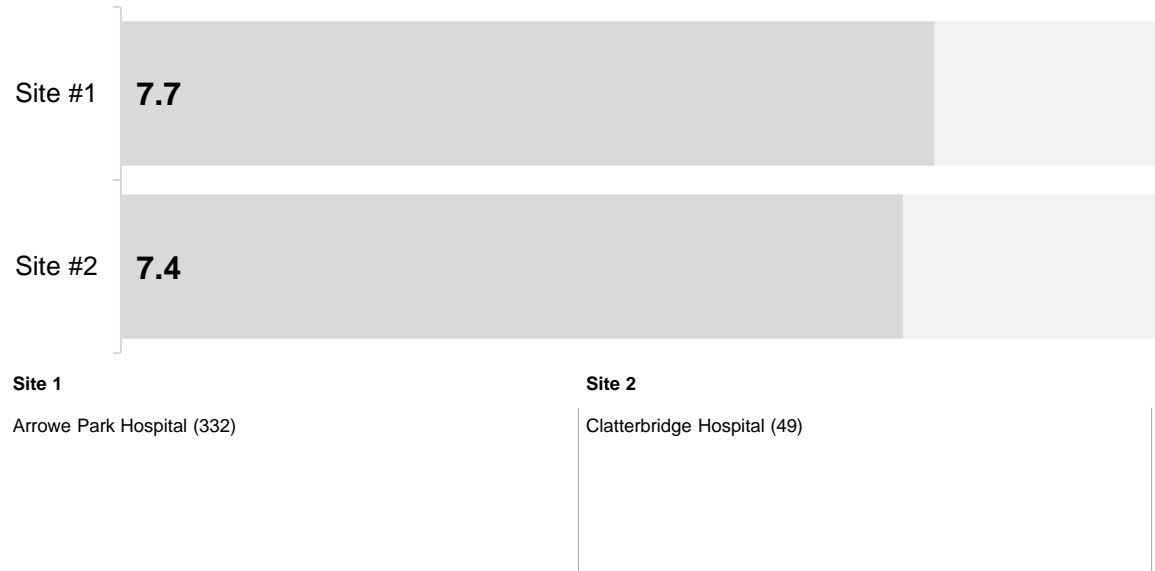 Site #1
7.7
Site #2
7.4
Site 1
Site 2
Arrowe Park Hospital (332)
Clatterbridge Hospital (49)